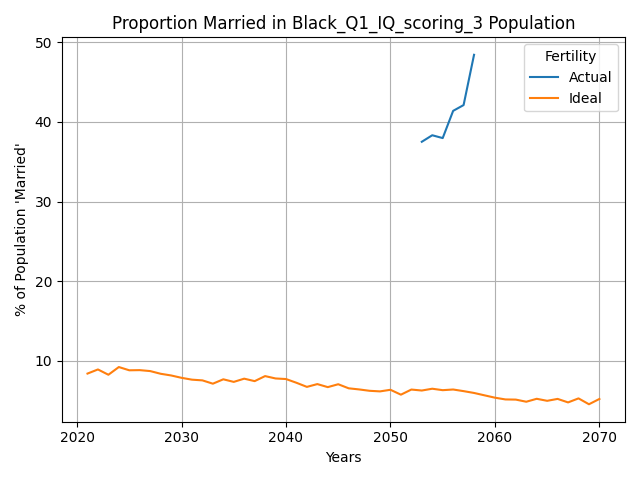 Proportion Married in Black_Q1_IQ_scoring_3 Population
% of Population 'Married'
50
40
30
20
10
Fertility
Actual
Ideal
2020
2030
2040
2050
2060
2070
Years